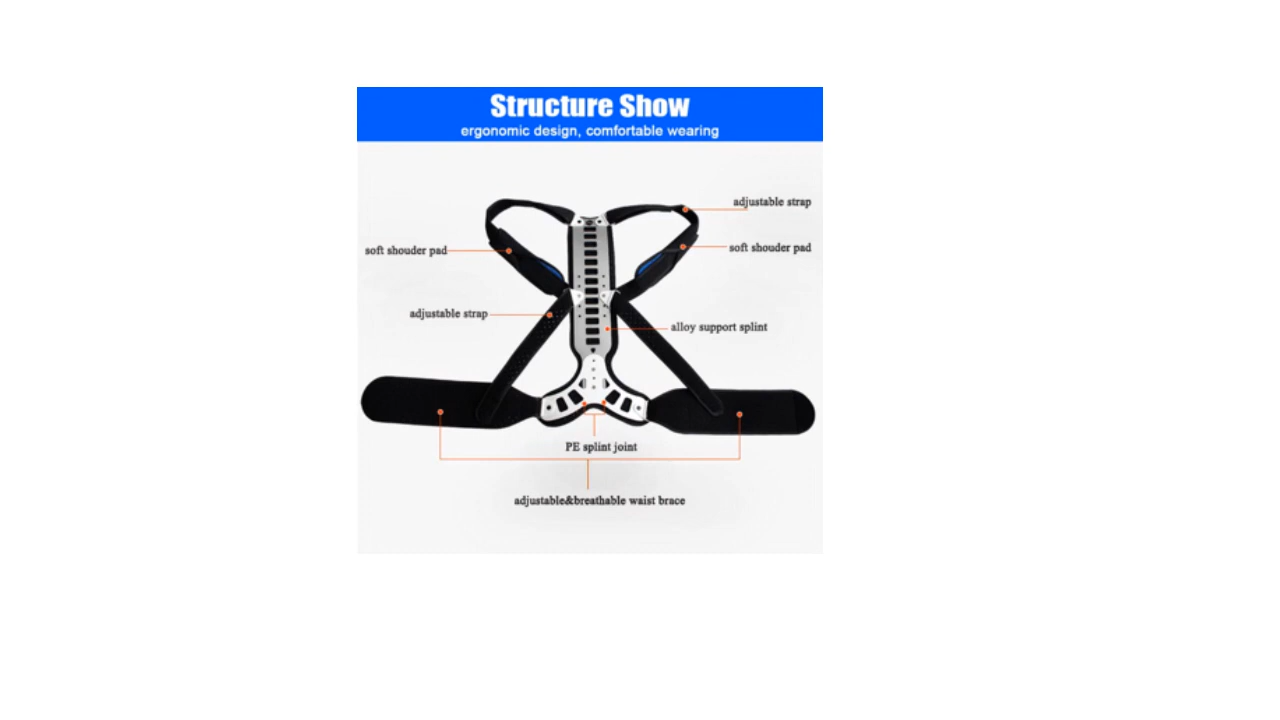 Structure Show
ergonomic design, comfortable wearing
adjustable strap
soft shouder pad
soft shouder pad
adjustable strap
alloy support splint
PE splint joint
adjustable&breathable waist brace